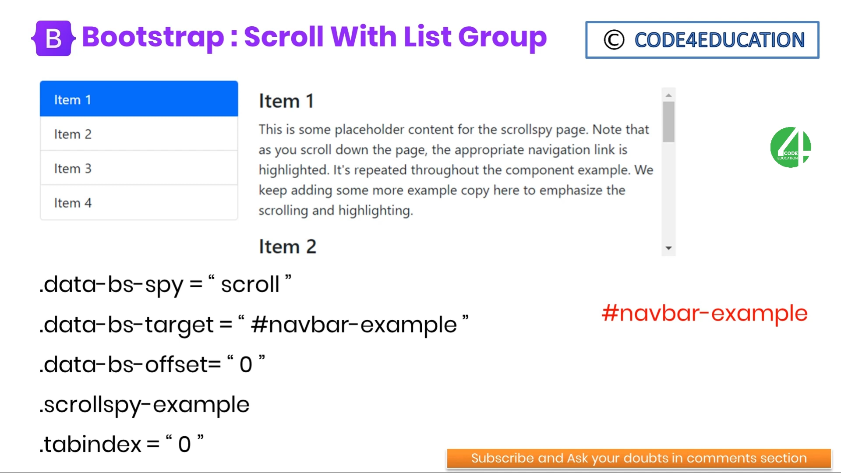 B Bootstrap : Scroll With List Group
© CODE4EDUCATION
Item 1
Item 2
Item 3
Item 4
Item 1
This is some placeholder content for the scrollspy page. Note that
as you scroll down the page, the appropriate navigation link is
highlighted. It's repeated throughout the component example. We
keep adding some more example copy here to emphasize the
scrolling and highlighting.
Item 2
4
CODE
.data-bs-spy = “ scroll ”
.data-bs-target = “ #navbar-example ”
.data-bs-offset= “ 0 ”
.scrollspy-example
.tabindex = “ 0 ”
#navbar-example
Subscribe and Ask your doubts in comments section